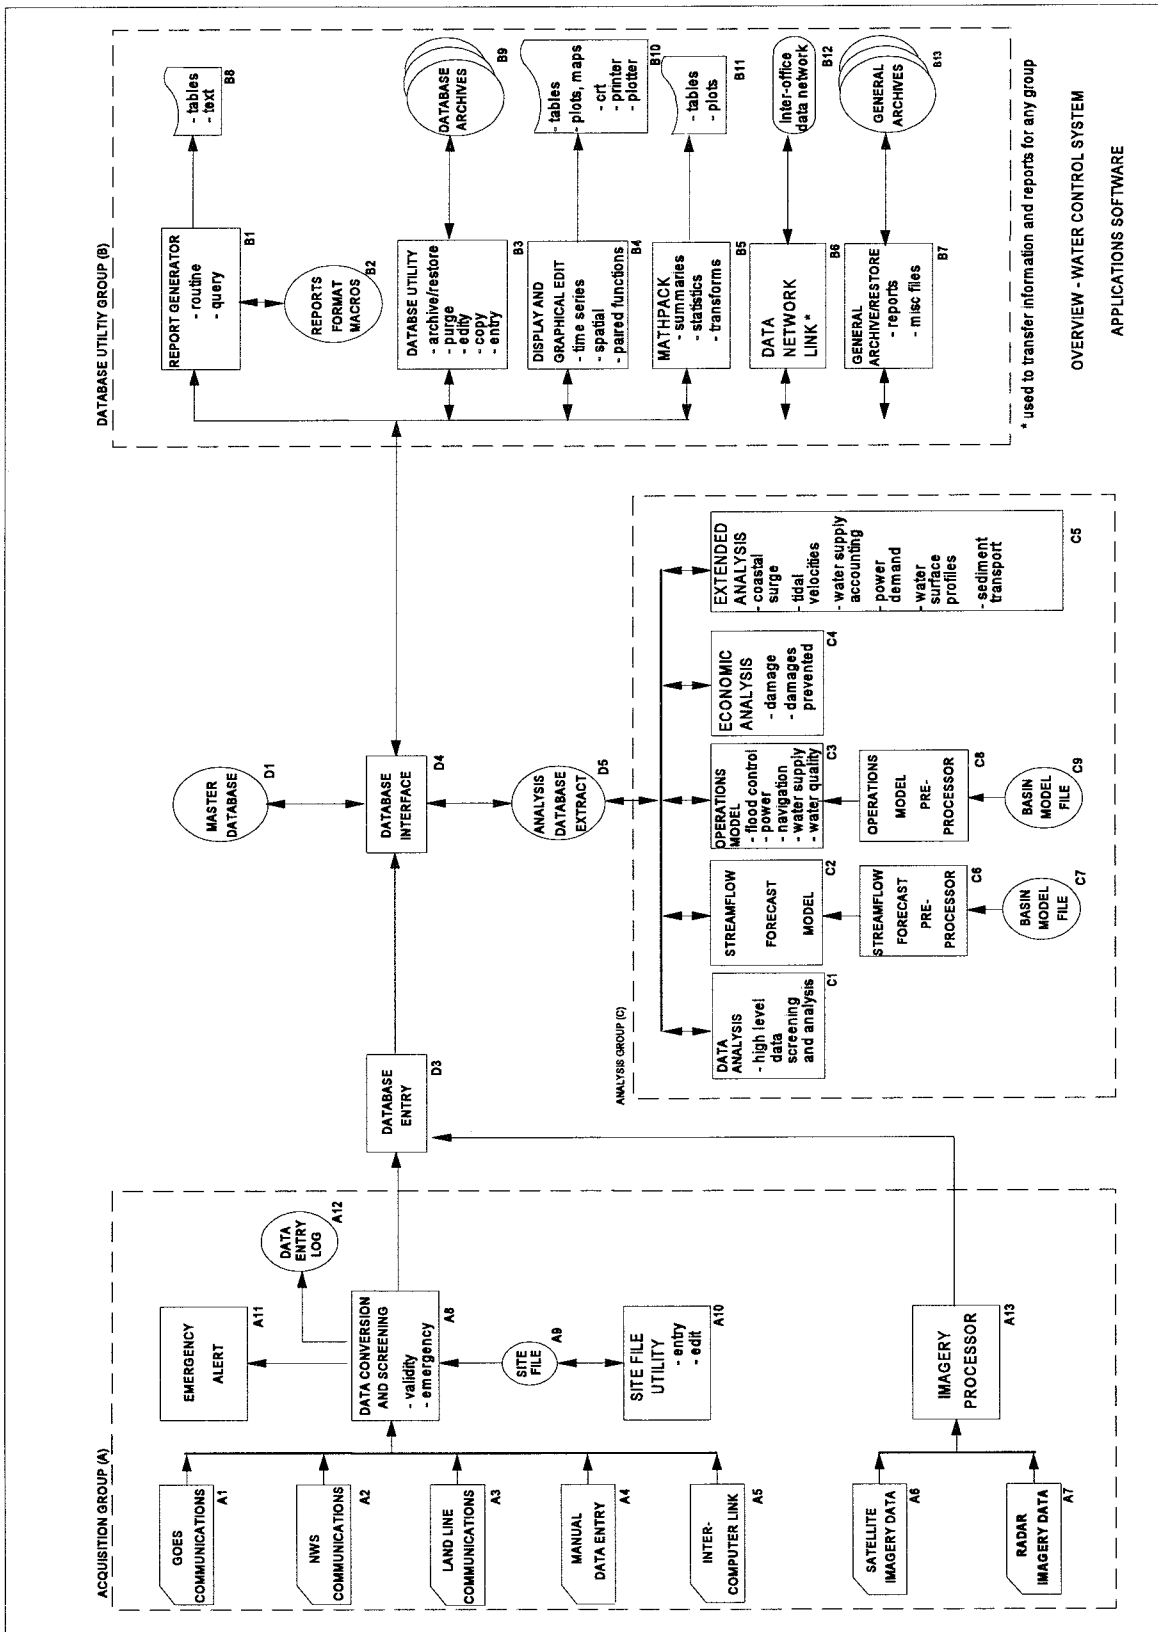 ACQUISITION GROUP (A)
GOES
COMMUNICATIONS
A1
NWS
COMMUNICATIONS
A2
LAND LINE
COMMUNICATIONS
A3
MANUAL
DATA ENTRY
A4
INTER-
COMPUTER LINK
A5
SATELLITE
IMAGERY DATA
A6
RADAR
IMAGERY DATA
A7
EMERGENCY
ALERT
A11
DATA
ENTRY
LOG
A12
DATA CONVERSION
AND SCREENING
- validity
- emergency
A8
SITE
FILE
A9
SITE FILE
UTILITY
- entry
- edit
A10
IMAGERY
PROCESSOR
A13
DATABASE
ENTRY
D3
MASTER
DATABASE
D1
DATABASE
INTERFACE
D4
ANALYSIS
DATABASE
EXTRACT
D5
ANALYSIS GROUP (C)
DATA
ANALYSIS
- high level
data
screening
and analysis
C1
STREAMFLOW
FORECAST
MODEL
C2
OPERATIONS
MODEL
- flood control
- power
- navigation
- water supply
- water quality
C3
ECONOMIC
ANALYSIS
- damage
- damages
prevented
C4
EXTENDED
ANALYSIS
- coastal
surge
- tidal
velocities
- water supply
accounting
- power
demand
- water
surface
profiles
- sediment
transport
C5
STREAMFLOW
FORECAST
PRE-
PROCESSOR
C6
BASIN
MODEL
FILE
C7
OPERATIONS
MODEL
PRE-
PROCESSOR
C8
BASIN
MODEL
FILE
C9
DATABASE UTILTIY GROUP (B)
REPORT GENERATOR
- routine
- query
B1
- tables
- text
B8
REPORTS
FORMAT
MACROS
B2
DATABSE UTILITY
- archive/restore
- purge
- edity
- copy
- entry
B3
DATABASE
ARCHIVES
B9
DISPLAY AND
GRAPHICAL EDIT
- time series
- spatial
- paired functions
B4
- tables
- plots, maps
- crt
- printer
- plotter
B10
MATHPACK
- summaries
- statistics
- transforms
B5
- tables
- plots
B11
DATA
NETWORK
LINK*
B6
Inter-office
data network
B12
GENERAL
ARCHIVE/RESTORE
- reports
- misc files
B7
GENERAL
ARCHIVES
B13
* used to transfer information and reports for any group
OVERVIEW - WATER CONTROL SYSTEM
APPLICATIONS SOFTWARE